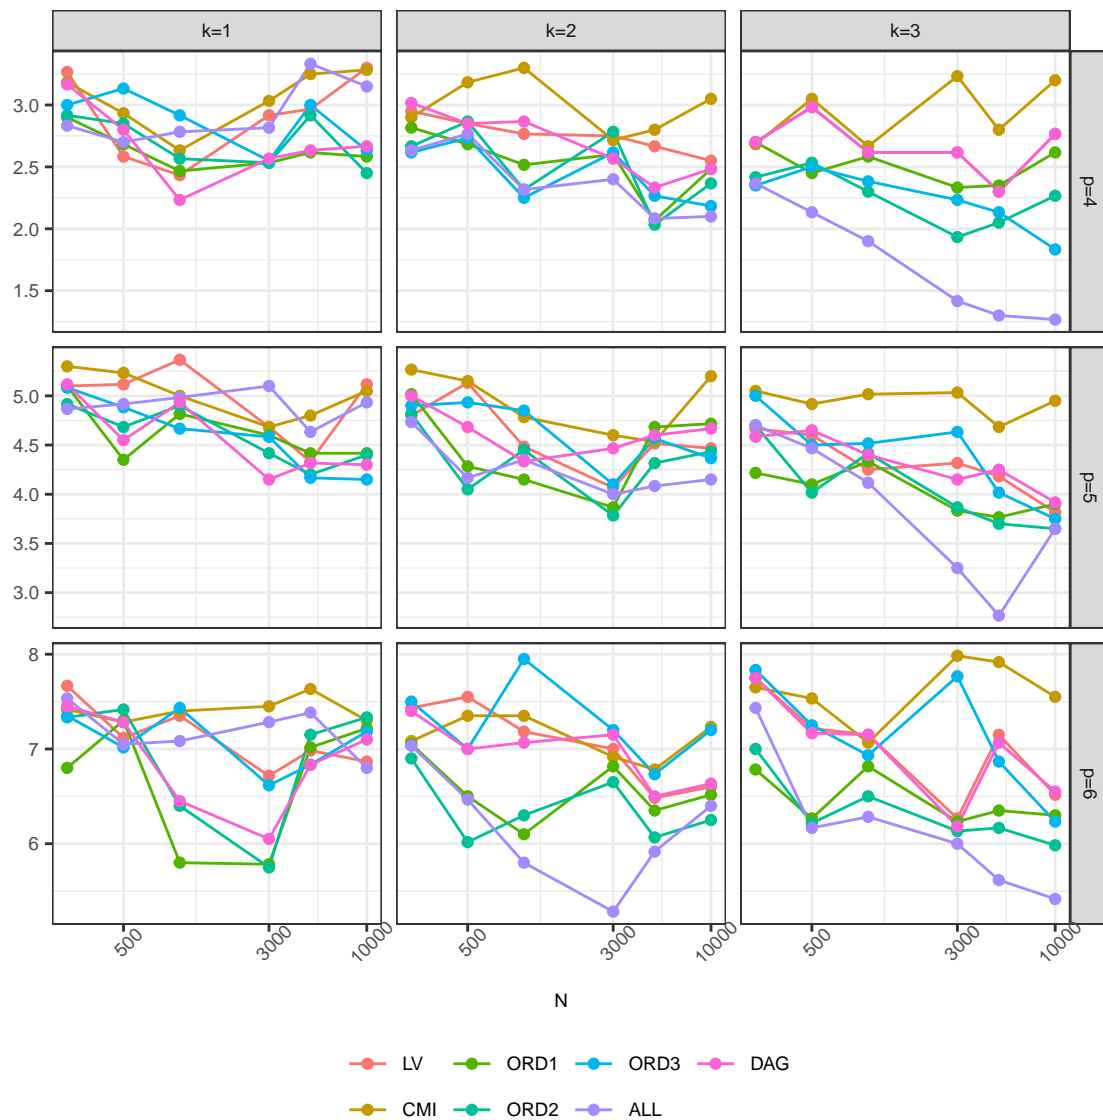 k=1 k=2 k=3
3.0
2.5
2.0
1.5
p=4
5.0
4.5
4.0
3.5
3.0
p=5
8
7
6
p=6
500 3000 10000 500 3000 10000 500 3000 10000
N
LV ORD1 ORD3 DAG
CMI ORD2 ALL